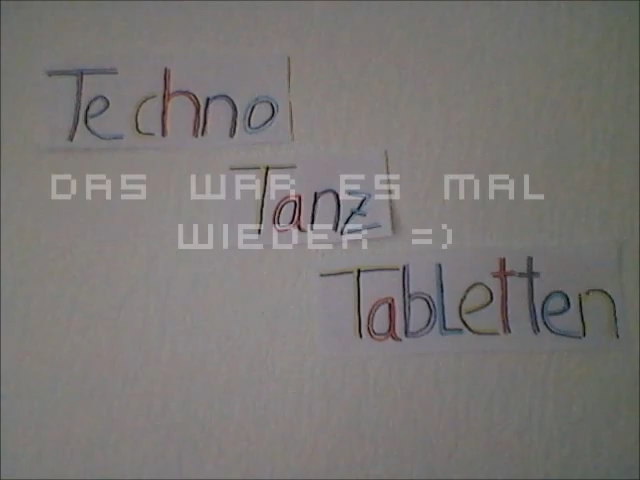 Techno
Tanz
DAS WAR ES MAL
WIEDER =)
Tabletten